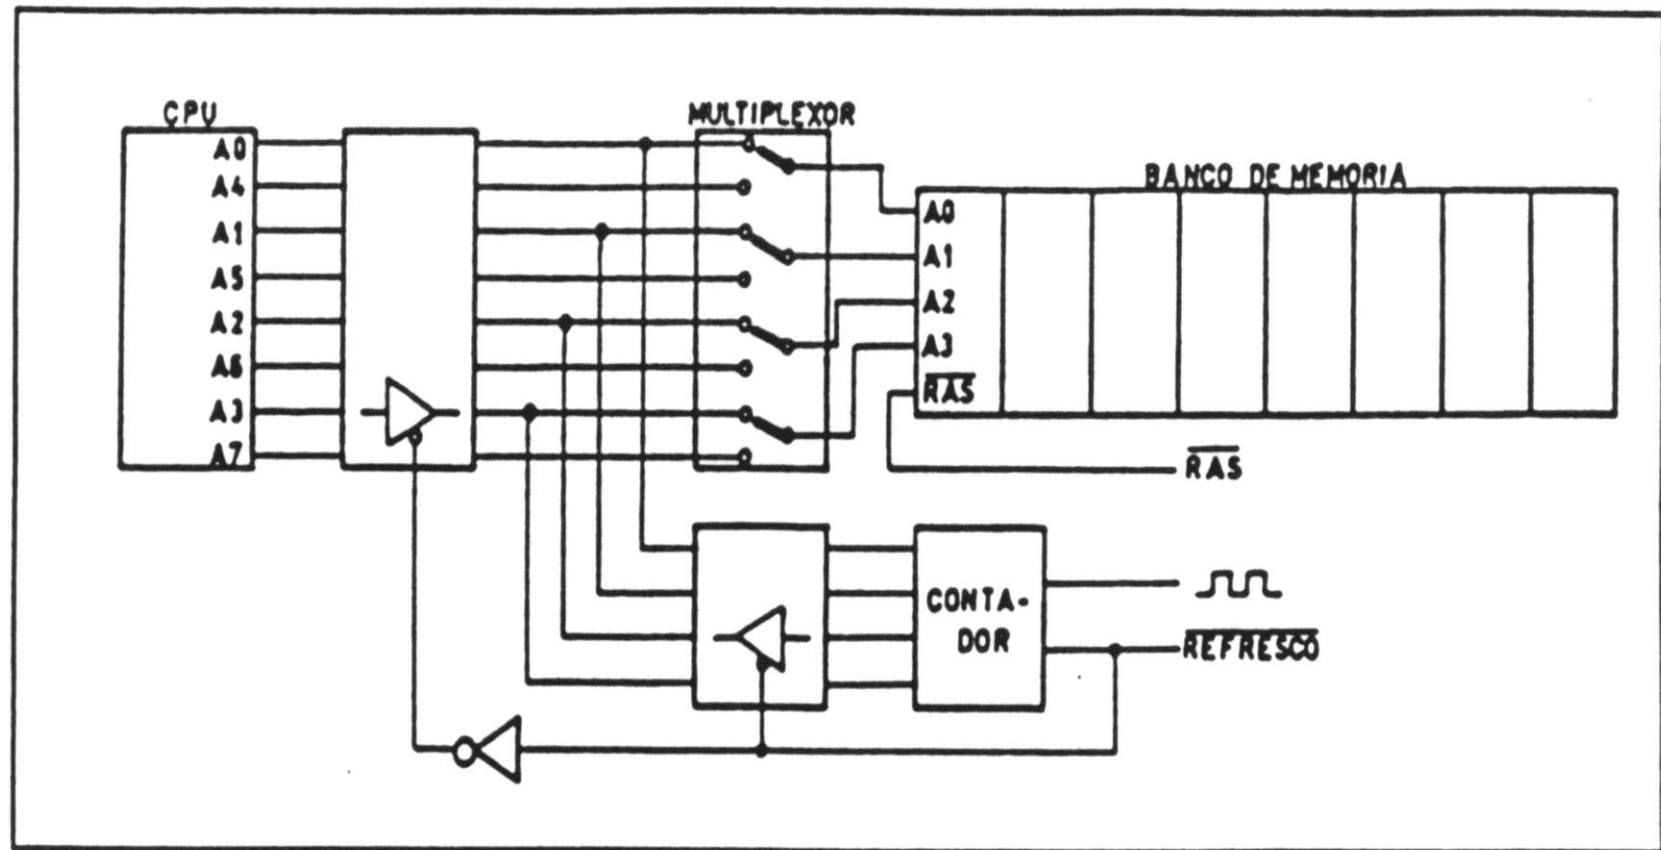 CPU
A0
A4
A1
A5
A2
A6
A3
A7
MULTIPLEXOR
BANCO DE MEMORIA
A0
A1
A2
A3
RAS
RAS
CONTA-
DOR
REFRESCO